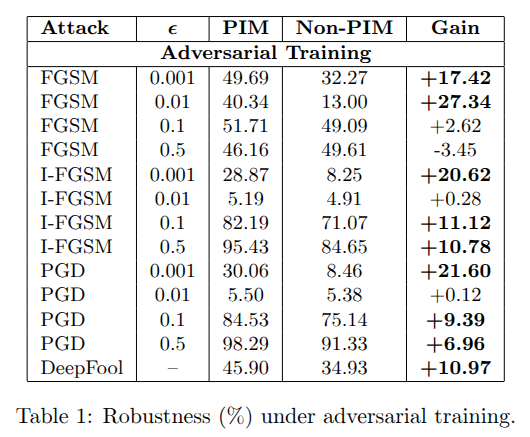 Attack ϵ PIM Non-PIM Gain
Adversarial Training
FGSM 0.001 49.69 32.27 +17.42
FGSM 0.01 40.34 13.00 +27.34
FGSM 0.1 51.71 49.09 +2.62
FGSM 0.5 46.16 49.61 -3.45
I-FGSM 0.001 28.87 8.25 +20.62
I-FGSM 0.01 5.19 4.91 +0.28
I-FGSM 0.1 82.19 71.07 +11.12
I-FGSM 0.5 95.43 84.65 +10.78
PGD 0.001 30.06 8.46 +21.60
PGD 0.01 5.50 5.38 +0.12
PGD 0.1 84.53 75.14 +9.39
PGD 0.5 98.29 91.33 +6.96
DeepFool – 45.90 34.93 +10.97
Table 1: Robustness (%) under adversarial training.